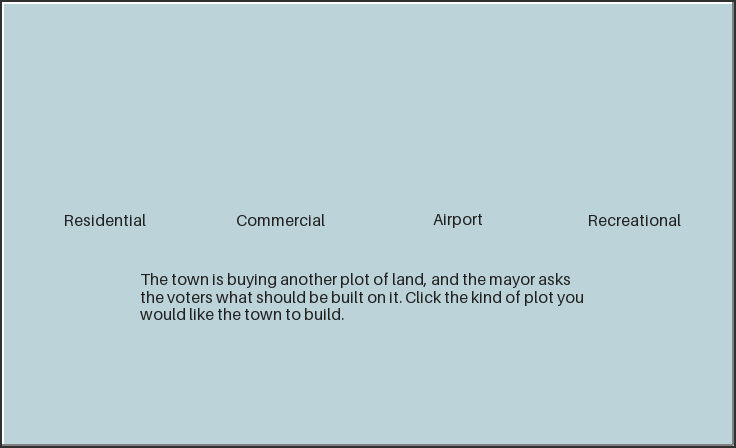 Residential Commercial Airport Recreational
The town is buying another plot of land, and the mayor asks
the voters what should be built on it. Click the kind of plot you
would like the town to build.